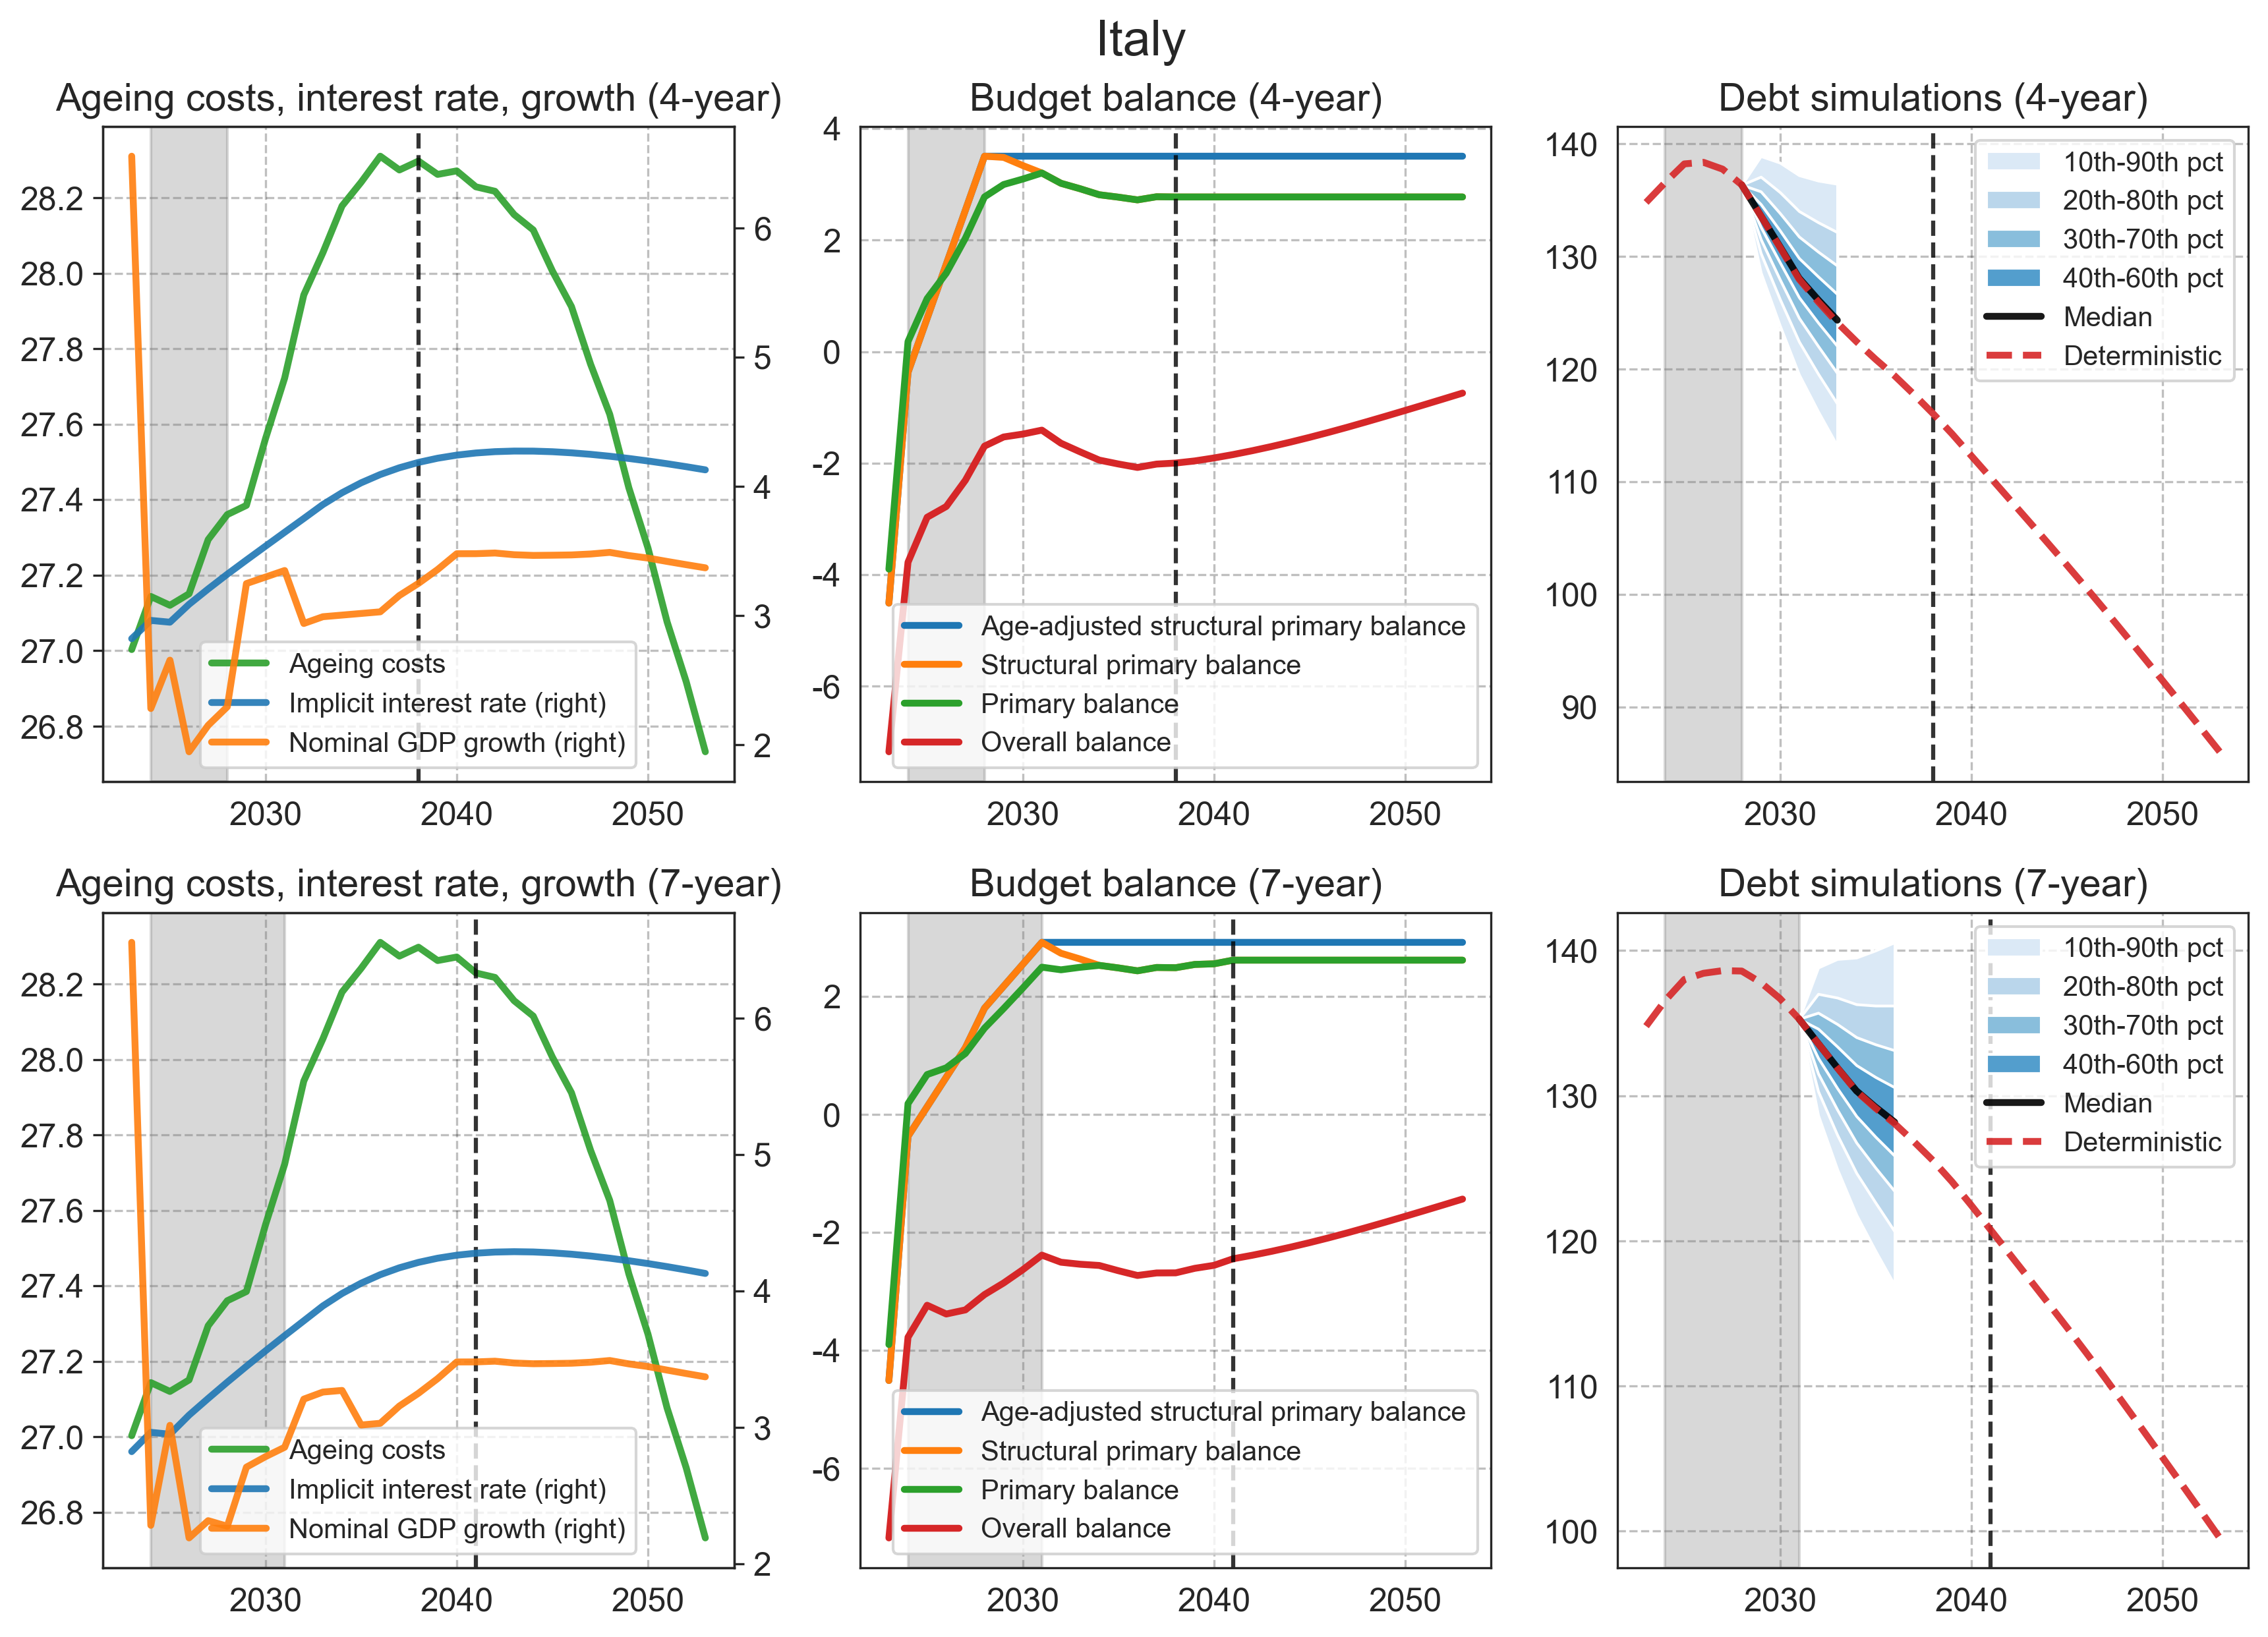 Italy
Ageing costs, interest rate, growth (4-year)
28.2
28.0
27.8
27.6
27.4
27.2
27.0
26.8
6
5
4
3
2
Ageing costs
Implicit interest rate (right)
Nominal GDP growth (right)
2030 2040 2050
Budget balance (4-year)
4
2
0
-2
-4
-6
Age-adjusted structural primary balance
Structural primary balance
Primary balance
Overall balance
2030 2040 2050
Debt simulations (4-year)
140
130
120
110
100
90
10th-90th pct
20th-80th pct
30th-70th pct
40th-60th pct
Median
Deterministic
2030 2040 2050
Ageing costs, interest rate, growth (7-year)
28.2
28.0
27.8
27.6
27.4
27.2
27.0
26.8
6
5
4
3
2
Ageing costs
Implicit interest rate (right)
Nominal GDP growth (right)
2030 2040 2050
Budget balance (7-year)
2
0
-2
-4
-6
Age-adjusted structural primary balance
Structural primary balance
Primary balance
Overall balance
2030 2040 2050
Debt simulations (7-year)
140
130
120
110
100
10th-90th pct
20th-80th pct
30th-70th pct
40th-60th pct
Median
Deterministic
2030 2040 2050